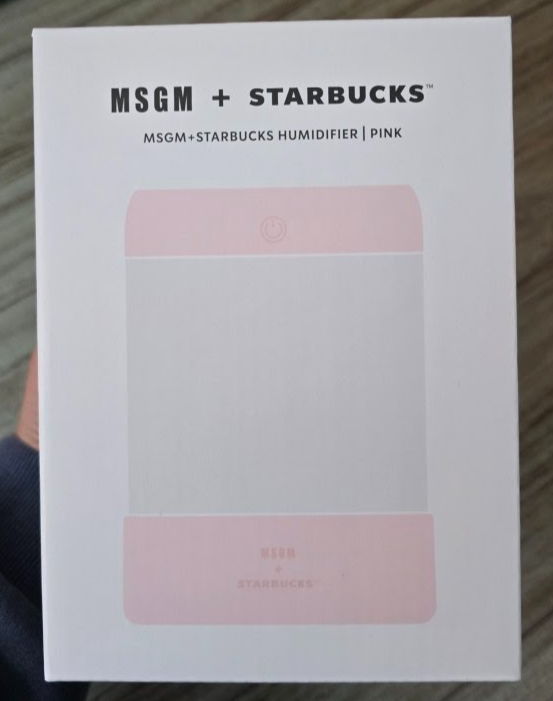 MSGM + STARBUCKS™
MSGM+STARBUCKS HUMIDIFIER | PINK
MSGM
+
STARBUCKS